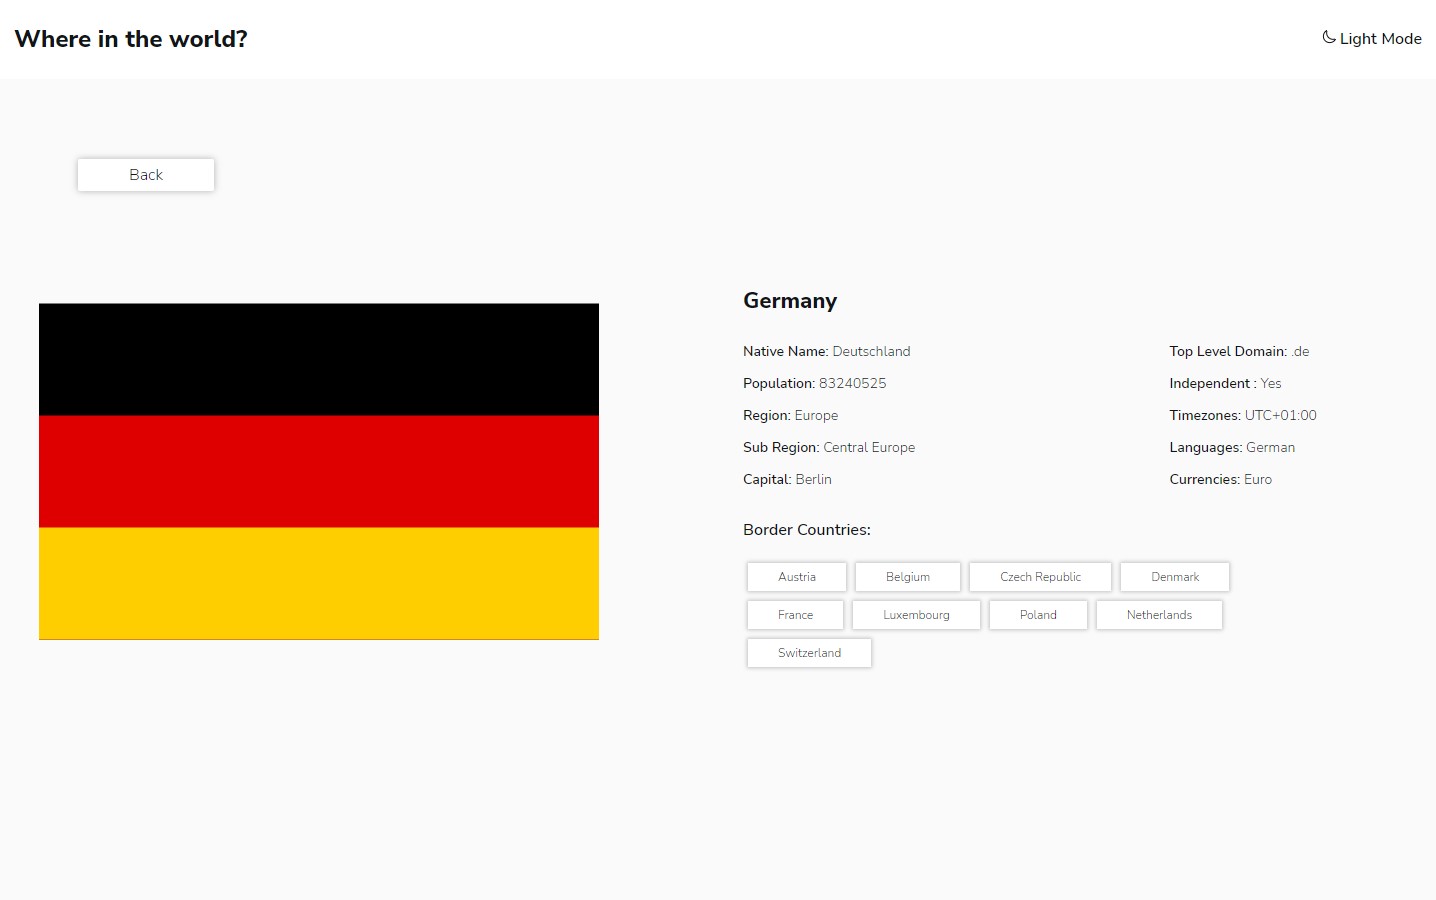 Where in the world?
Light Mode
Back
Germany
Native Name: Deutschland
Population: 83240525
Region: Europe
Sub Region: Central Europe
Capital: Berlin
Top Level Domain: .de
Independent : Yes
Timezones: UTC+01:00
Languages: German
Currencies: Euro
Border Countries:
Austria Belgium Czech Republic Denmark
France Luxembourg Poland Netherlands
Switzerland